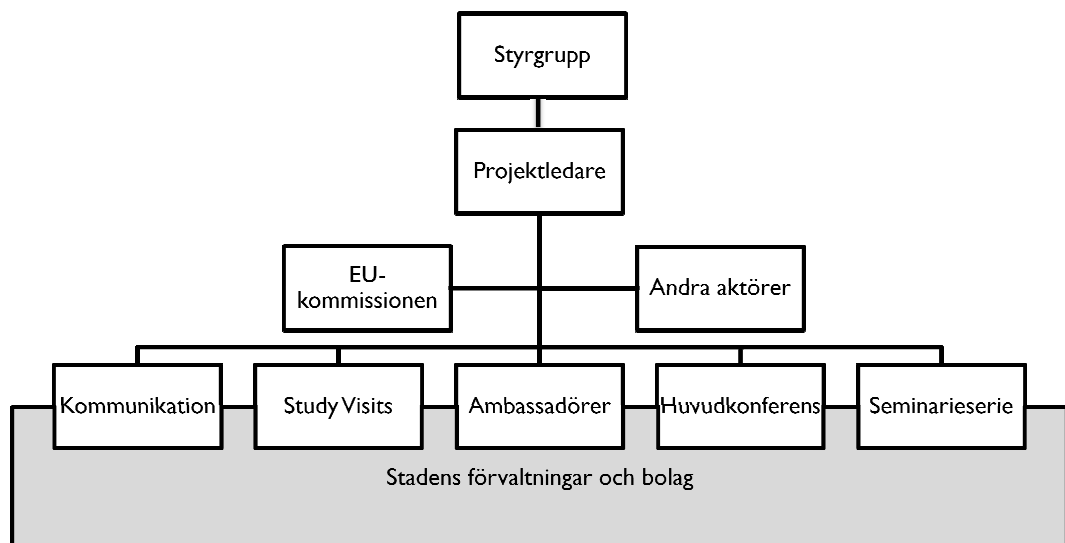 Styrgrupp
Projektledare
EU-
kommissionen
Andra aktörer
Kommunikation
Study Visits
Ambassadörer
Huvudkonferens
Seminarieserie
Stadens förvaltningar och bolag